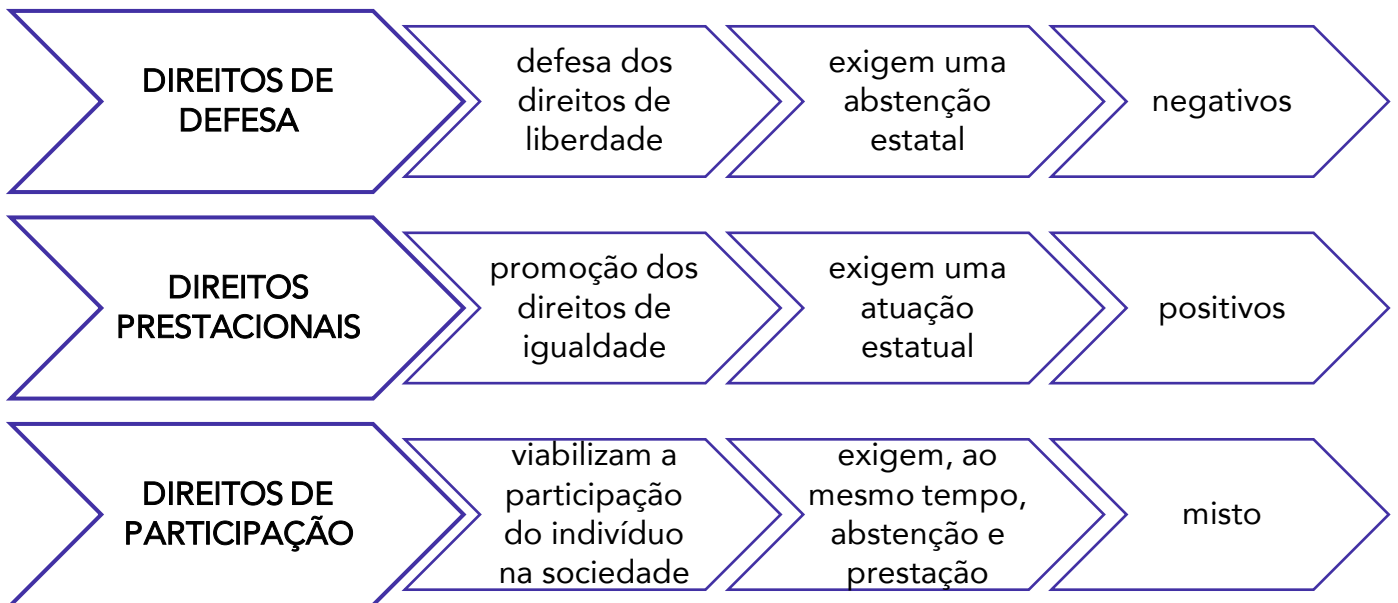 DIREITOS DE
DEFESA
defesa dos
direitos de
liberdade
exigem uma
abstenção
estatal
negativos
DIREITOS
PRESTACIONAIS
promoção dos
direitos de
igualdade
exigem uma
atuação
estatual
positivos
DIREITOS DE
PARTICIPAÇÃO
viabilizam a
participação
do indivíduo
na sociedade
exigem, ao
mesmo tempo,
abstenção e
prestação
misto